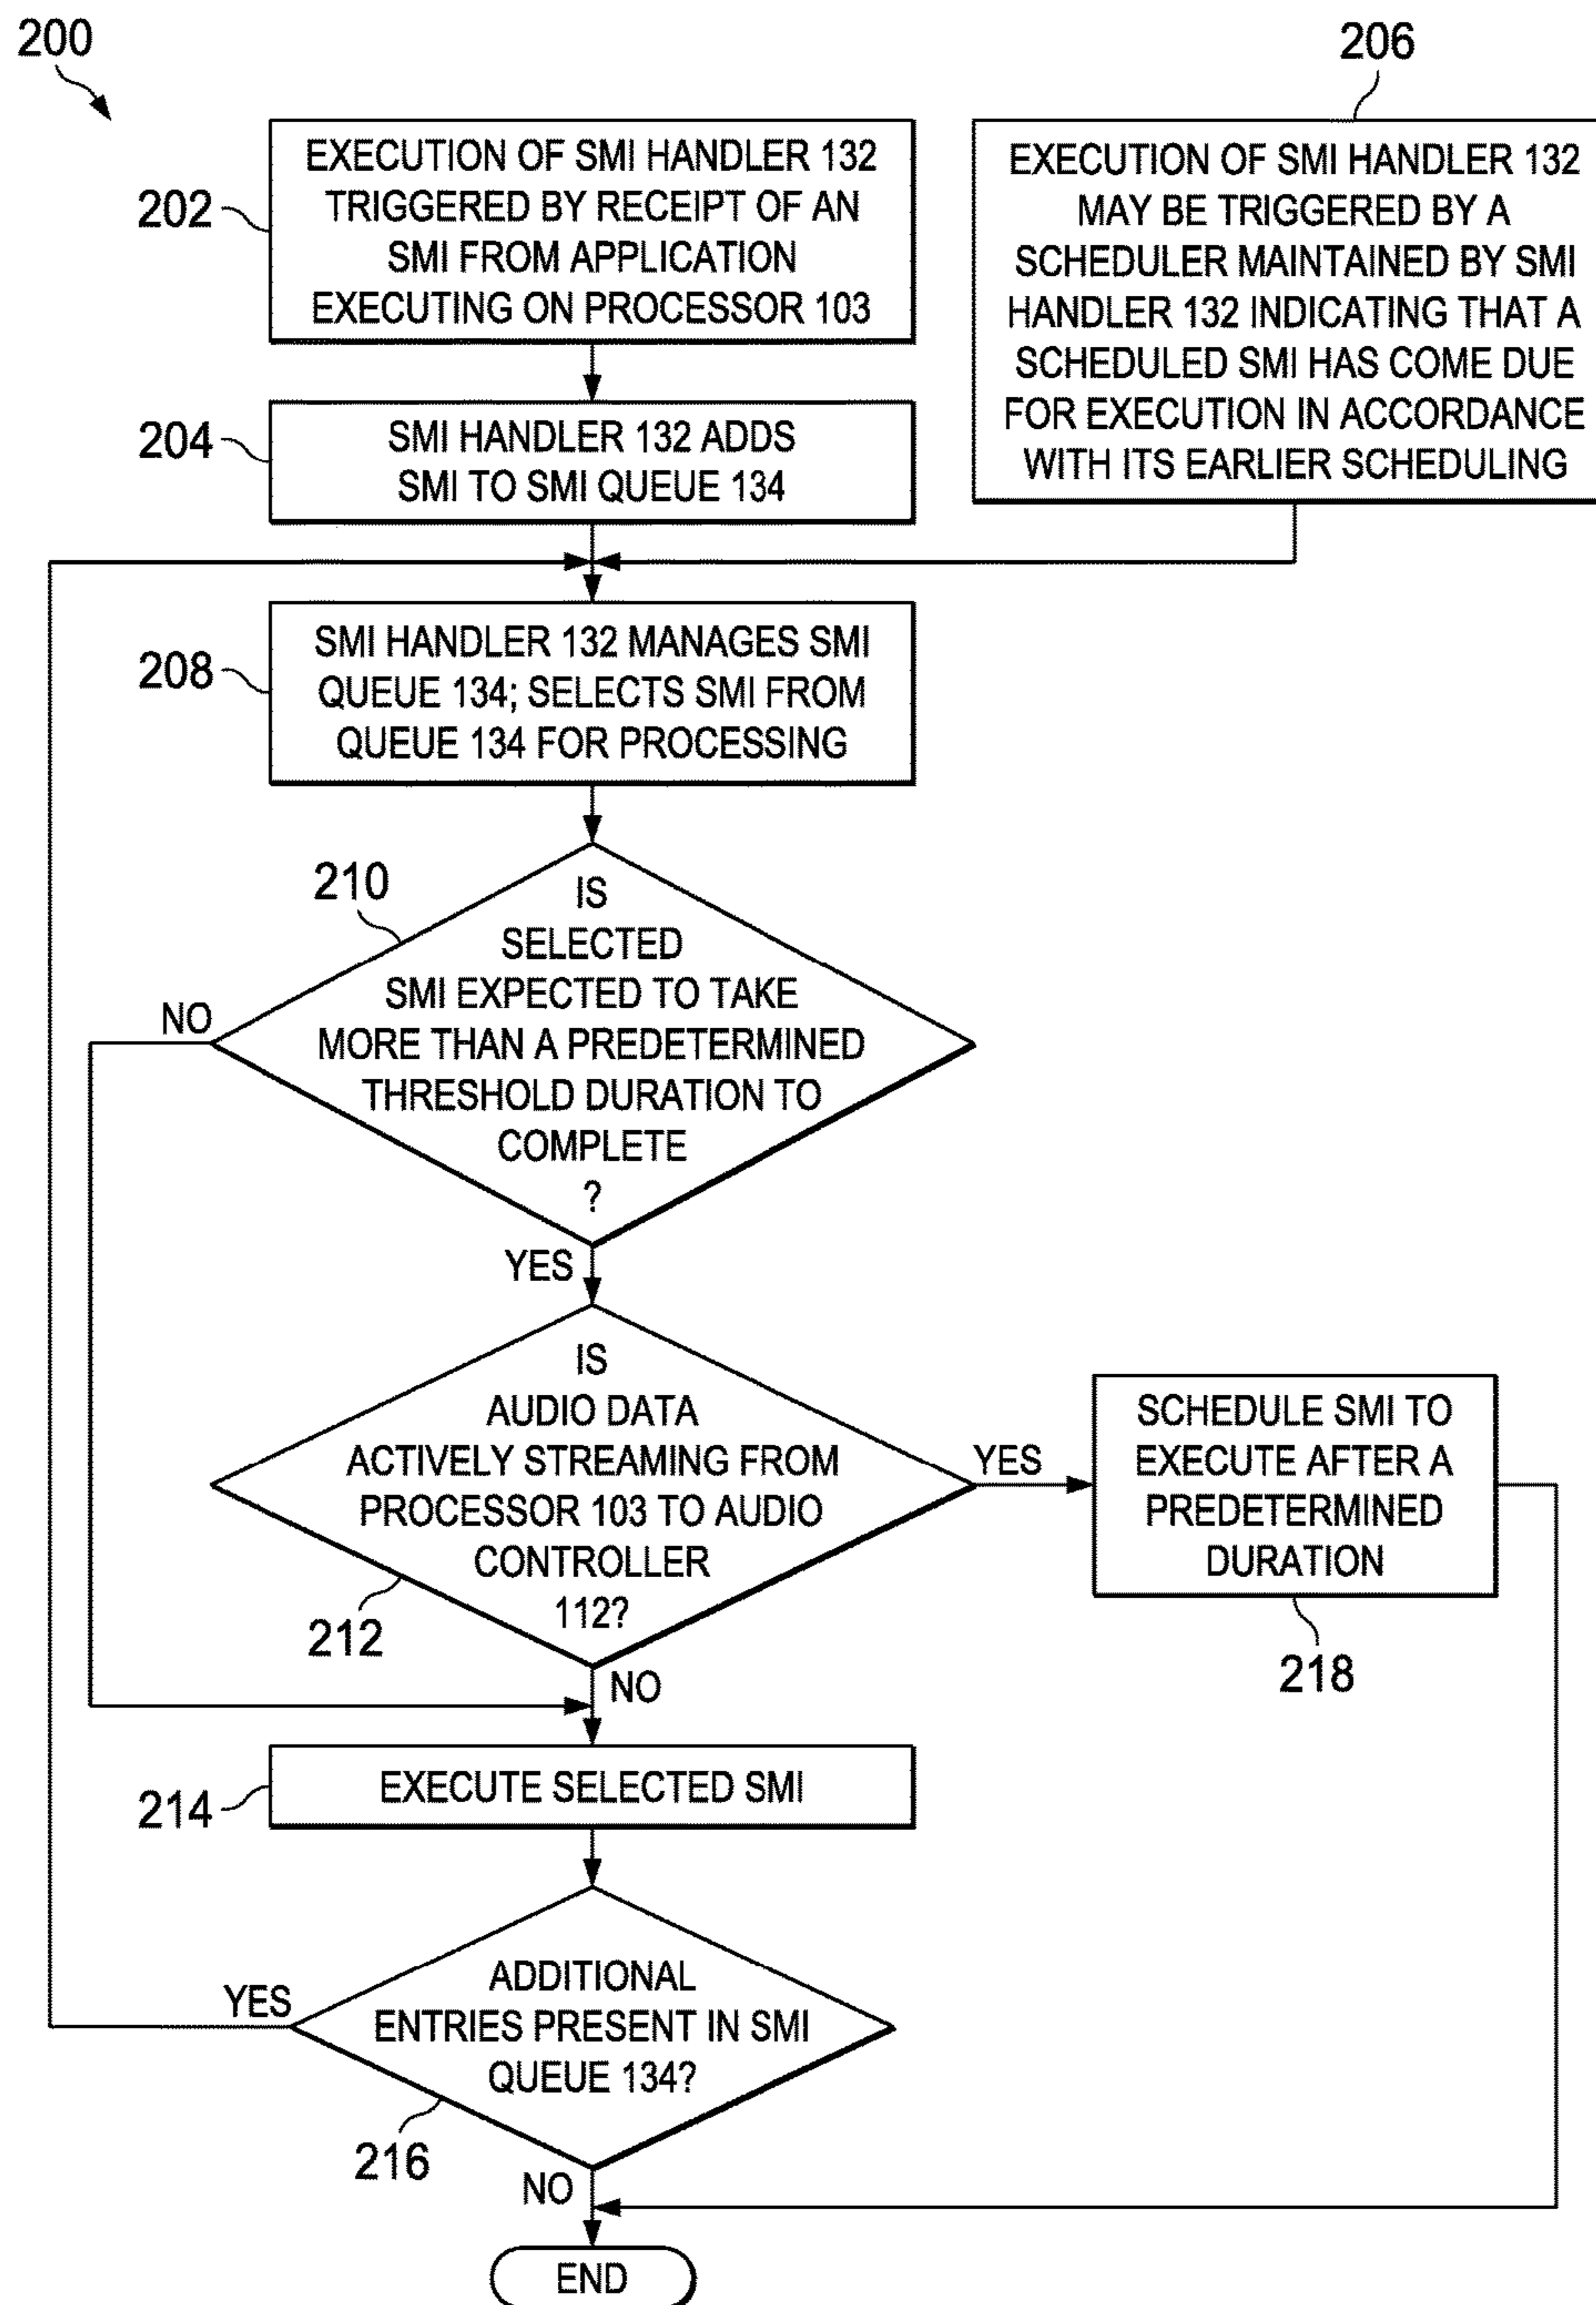 200
206
202
EXECUTION OF SMI HANDLER 132
TRIGGERED BY RECEIPT OF AN
SMI FROM APPLICATION
EXECUTING ON PROCESSOR 103
EXECUTION OF SMI HANDLER 132
MAY BE TRIGGERED BY A
SCHEDULER MAINTAINED BY SMI
HANDLER 132 INDICATING THAT A
SCHEDULED SMI HAS COME DUE
FOR EXECUTION IN ACCORDANCE
WITH ITS EARLIER SCHEDULING
204
SMI HANDLER 132 ADDS
SMI TO SMI QUEUE 134
208
SMI HANDLER 132 MANAGES SMI
QUEUE 134; SELECTS SMI FROM
QUEUE 134 FOR PROCESSING
210
IS
SELECTED
SMI EXPECTED TO TAKE
MORE THAN A PREDETERMINED
THRESHOLD DURATION TO
COMPLETE
?
NO
YES
IS
AUDIO DATA
ACTIVELY STREAMING FROM
PROCESSOR 103 TO AUDIO
CONTROLLER
112?
212
YES
SCHEDULE SMI TO
EXECUTE AFTER A
PREDETERMINED
DURATION
218
NO
214
EXECUTE SELECTED SMI
ADDITIONAL
ENTRIES PRESENT IN SMI
QUEUE 134?
YES
216
NO
END